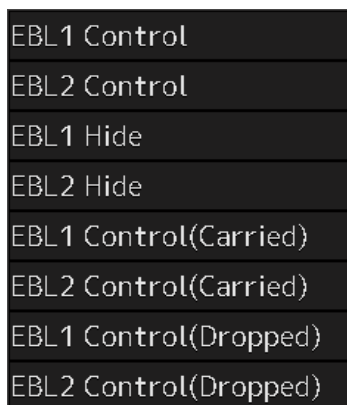 EBL1 Control
EBL2 Control
EBL1 Hide
EBL2 Hide
EBL1 Control(Carried)
EBL2 Control(Carried)
EBL1 Control(Dropped)
EBL2 Control(Dropped)